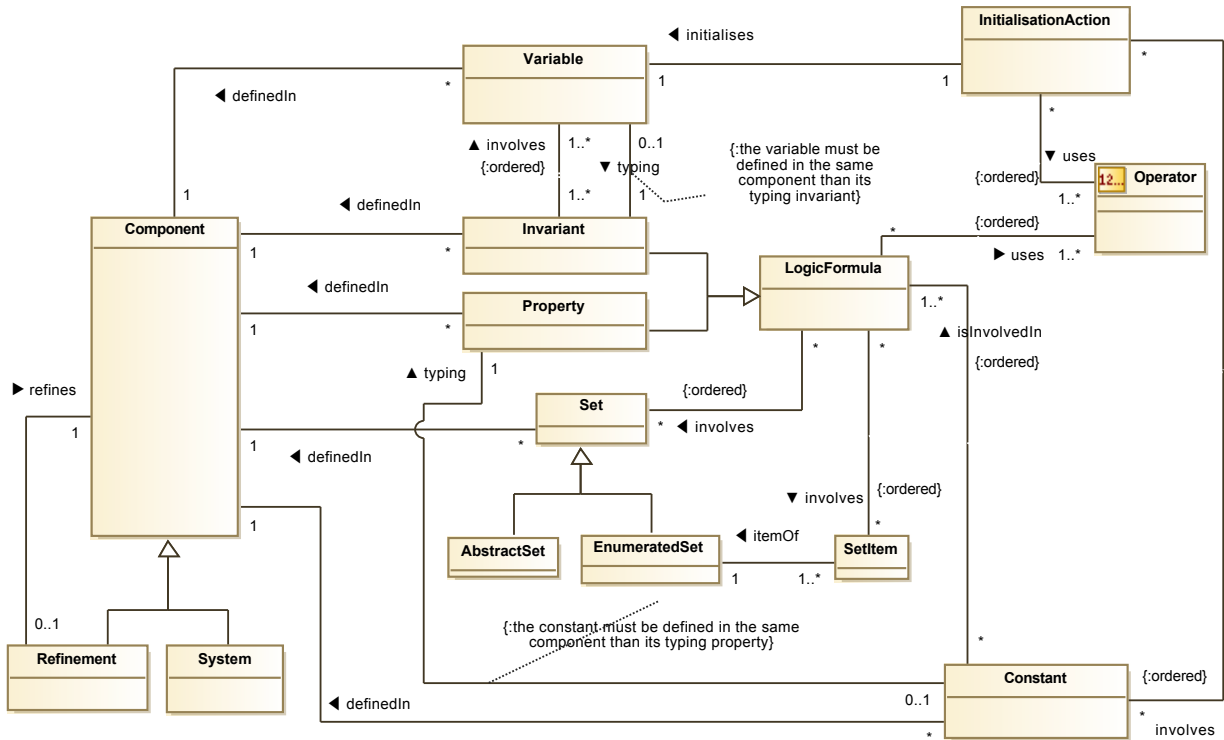 InitialisationAction
◀ initialises
Variable
*
*
1
1
◀ definedIn
*
▲ involves
1..*
0..1
{:ordered}
▼ typing
{:the variable must be
defined in the same
component than its
typing invariant}
▼ uses
{:ordered}
1..*
12...
Operator
1
1..*
1
◀ definedIn
Component
Invariant
1
*
*
{:ordered}
▶ uses
1..*
LogicFormula
◀ definedIn
Property
1
*
1..*
▲ isInvolvedIn
{:ordered}
*
*
▲ typing
1
▶ refines
1
{:ordered}
Set
*
◀ involves
1
*
◀ definedIn
▼ involves
{:ordered}
*
1
AbstractSet
EnumeratedSet
◀ itemOf
1
1..*
SetItem
0..1
{:the constant must be defined in the same
component than its typing property}
*
Refinement
System
Constant
{:ordered}
0..1
◀ definedIn
*
*
involves